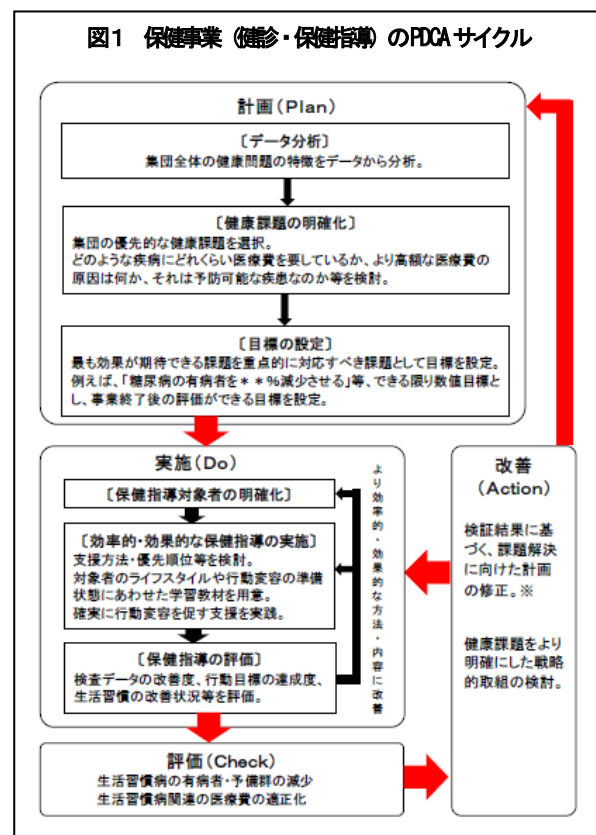 図1 保健事業(健診・保健指導)のPDCAサイクル
計画(Plan)
〔データ分析〕
集団全体の健康問題の特徴をデータから分析。
〔健康課題の明確化〕
集団の優先的な健康課題を選択。
どのような疾病にどれくらい医療費を要しているか、より高額な医療費の
原因は何か、それは予防可能な疾患なのか等を検討。
〔目標の設定〕
最も効果が期待できる課題を重点的に対応すべき課題として目標を設定。
例えば、「糖尿病の有病者を**%減少させる」等、できる限り数値目標と
し、事業終了後の評価ができる目標を設定。
実施(Do)
〔保健指導対象者の明確化〕
〔効率的・効果的な保健指導の実施〕
支援方法・優先順位等を検討。
対象者のライフスタイルや行動変容の準備
状態にあわせた学習教材を用意。
確実に行動変容を促す支援を実践。
〔保健指導の評価〕
検査データの改善度、行動目標の達成度、
生活習慣の改善状況等を評価。
より効率的・効果的な方法・内容に改善
改善
(Action)
検証結果に基
づく、課題解決
に向けた計画
の修正。※
健康課題をより
明確にした戦略
的取組の検討。
評価(Check)
生活習慣病の有病者・予備群の減少
生活習慣病関連の医療費の適正化